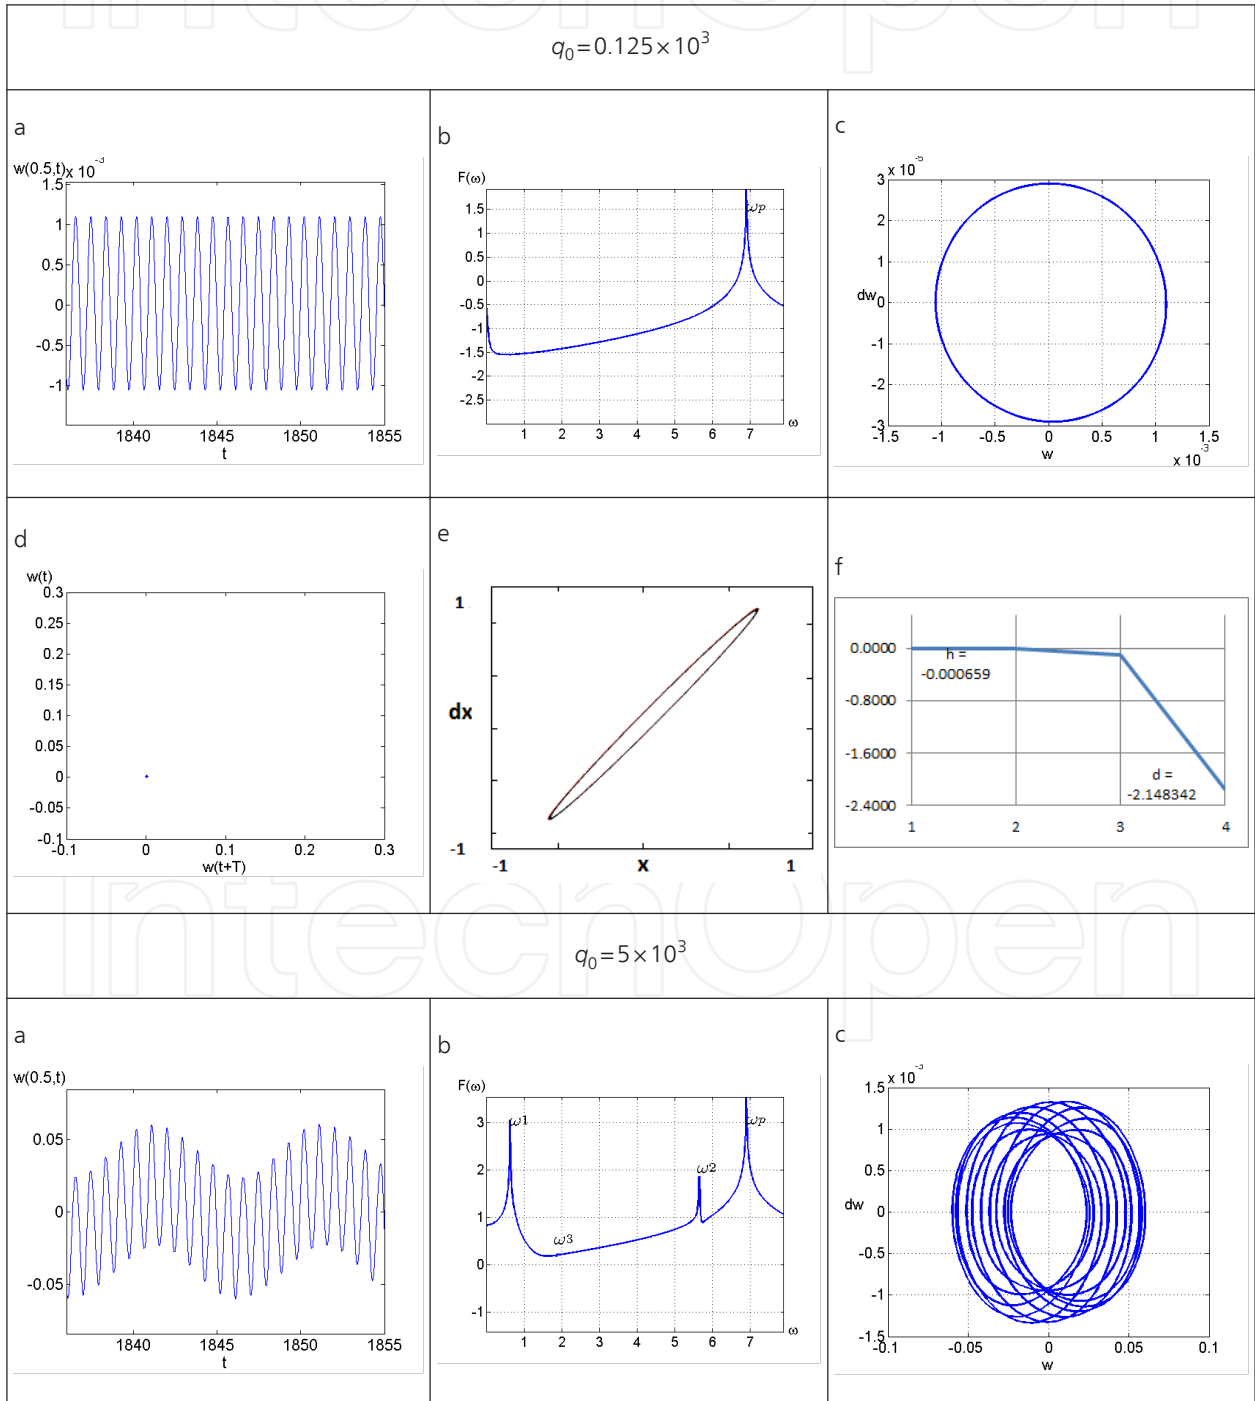 IntechOpen
q0=0.125×10^3
a
w(0.5,t) x 10^-3
1.5
1
0.5
0
-0.5
-1
1840 1845 1850 1855
t
b
F(ω)
1.5
1
0.5
0
-0.5
-1
-1.5
-2
-2.5
ωp
1 2 3 4 5 6 7
ω
c
3 x 10^-5
2
1
dw 0
-1
-2
-3
-1.5 -1 -0.5 0 0.5 1 1.5
w
x 10^-3
d
w(t)
0.3
0.25
0.2
0.15
0.1
0.05
0
-0.05
-0.1
-0.1 0 0.1 0.2 0.3
w(t+T)
e
1
dx
-1
-1 x 1
f
0.0000
-0.8000
-1.6000
-2.4000
h =
-0.000659
d =
-2.148342
1 2 3 4
IntechOpen
q0=5×10^3
a
w(0.5,t)
0.05
0
-0.05
1840 1845 1850 1855
t
b
F(ω)
3
2
1
0
-1
ω1
ω2
ω3
ωp
1 2 3 4 5 6 7
ω
c
1.5 x 10^-3
1
0.5
dw 0
-0.5
-1
-1.5
-0.1 -0.05 0 0.05 0.1
w